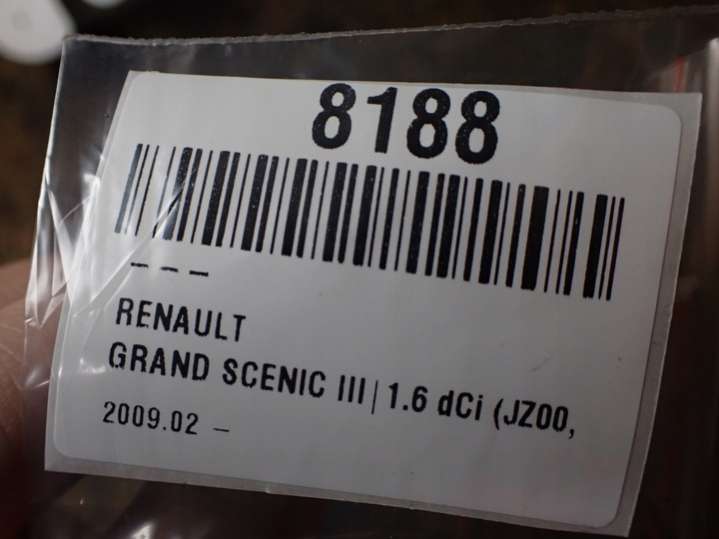 8188
---
RENAULT
GRAND SCENIC III | 1.6 dCi (JZ00,
2009.02 –